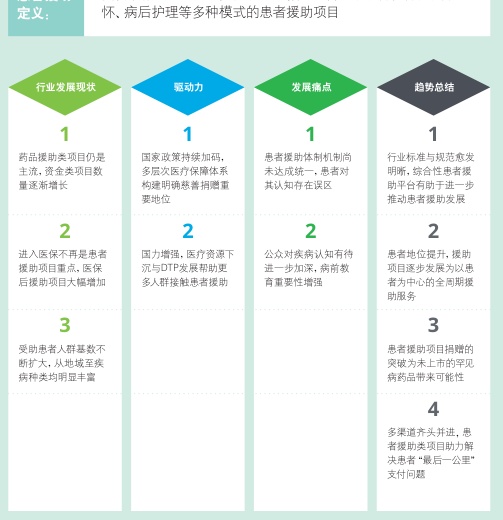 定义：
怀、病后护理等多种模式的患者援助项目
行业发展现状
1
药品援助类项目仍是
主流，资金类项目数
量逐渐增长
2
进入医保不再是患者
援助项目重点，医保
后援助项目大幅增加
3
受助患者人群基数不
断扩大，从地域至疾
病种类均明显丰富
驱动力
1
国家政策持续加码，
多层次医疗保障体系
构建明确慈善捐赠重
要地位
2
国力增强，医疗资源下
沉与DTP发展帮助更
多人群接触患者援助
发展痛点
1
患者援助体制机制尚
未达成统一，患者对
其认知存在误区
2
公众对疾病认知有待
进一步加深，病前教
育重要性增强
趋势总结
1
行业标准与规范愈发
明晰，综合性患者援
助平台有助于进一步
推动患者援助发展
2
患者地位提升，援助
项目逐步发展为以患
者为中心的全周期援
助服务
3
患者援助项目捐赠的
突破为未上市的罕见
病药品带来可能性
4
多渠道齐头并进，患
者援助类项目助力解
决患者“最后一公里”
支付问题